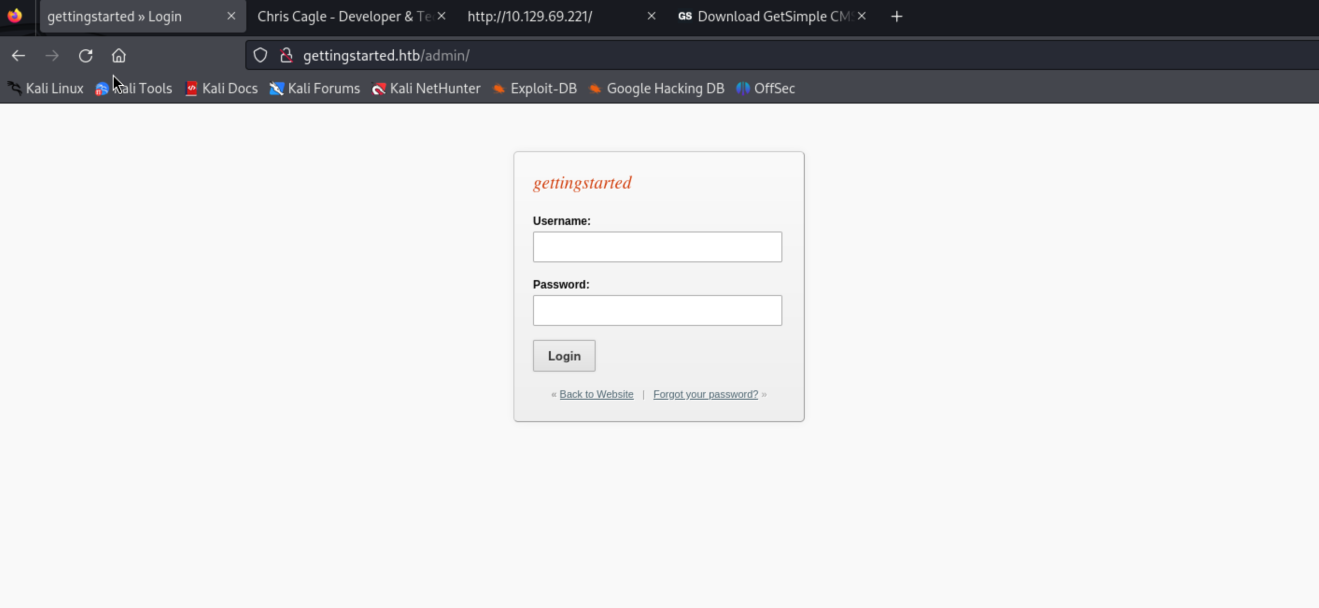 gettingstarted » Login
Chris Cagle - Developer & Te
http://10.129.69.221/
GS Download GetSimple CM
gettingstarted.htb/admin/
Kali Linux Kali Tools Kali Docs Kali Forums Kali NetHunter Exploit-DB Google Hacking DB OffSec
gettingstarted
Username:
Password:
Login
« Back to Website | Forgot your password? »